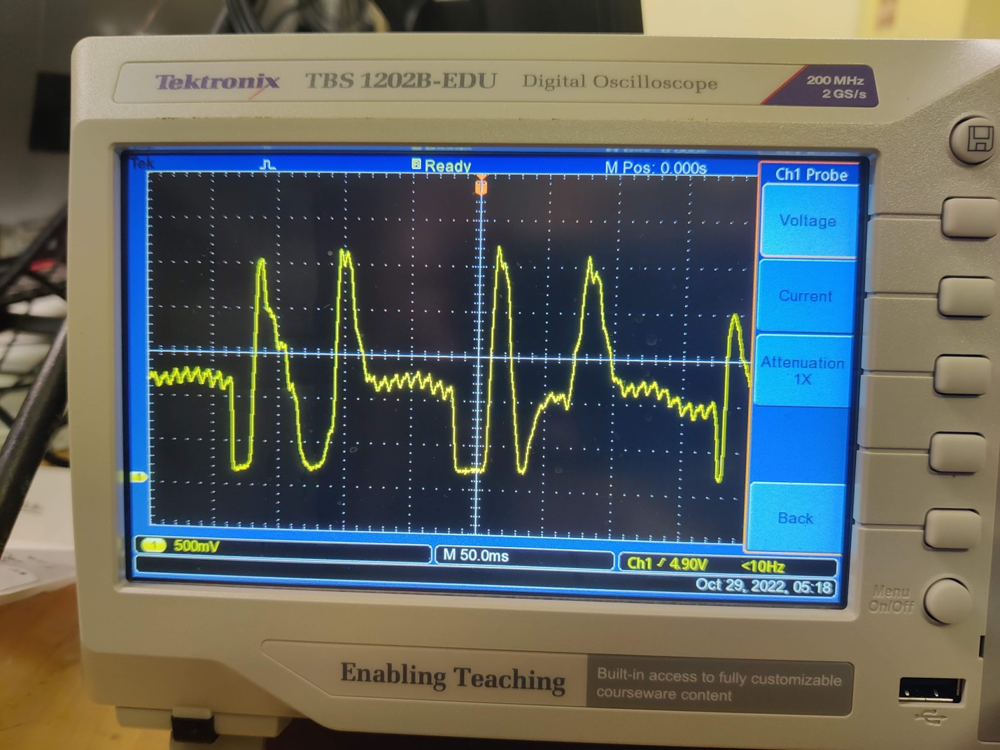 Tektronix TBS 1202B-EDU Digital Oscilloscope
200 MHz
2 GS/s
Tek R Ready M Pos: 0.000s
Ch1 Probe
Voltage
Current
Attenuation
1X
Back
1
1 500mV M 50.0ms Ch1 4.90V <10Hz
Oct 29, 2022, 05:18
Menu
On/Off
Enabling Teaching
Built-in access to fully customizable
courseware content